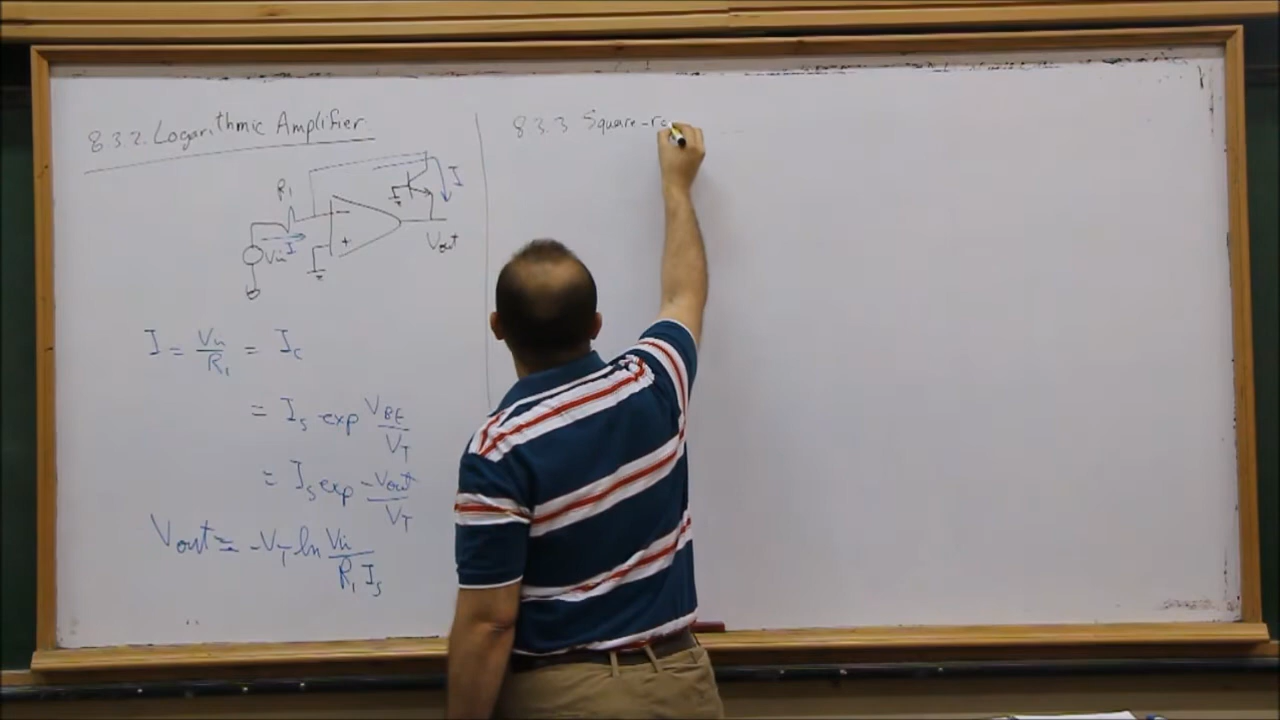 8.3.2. Logarithmic Amplifier
R1
I
I
Vin
- 
+
Vout
I = Vin/R1 = Ic
= Is exp VBE/VT
= Is exp -Vout/VT
Vout = -VT ln Vin/R1 Is
8.3.3 Square-ro